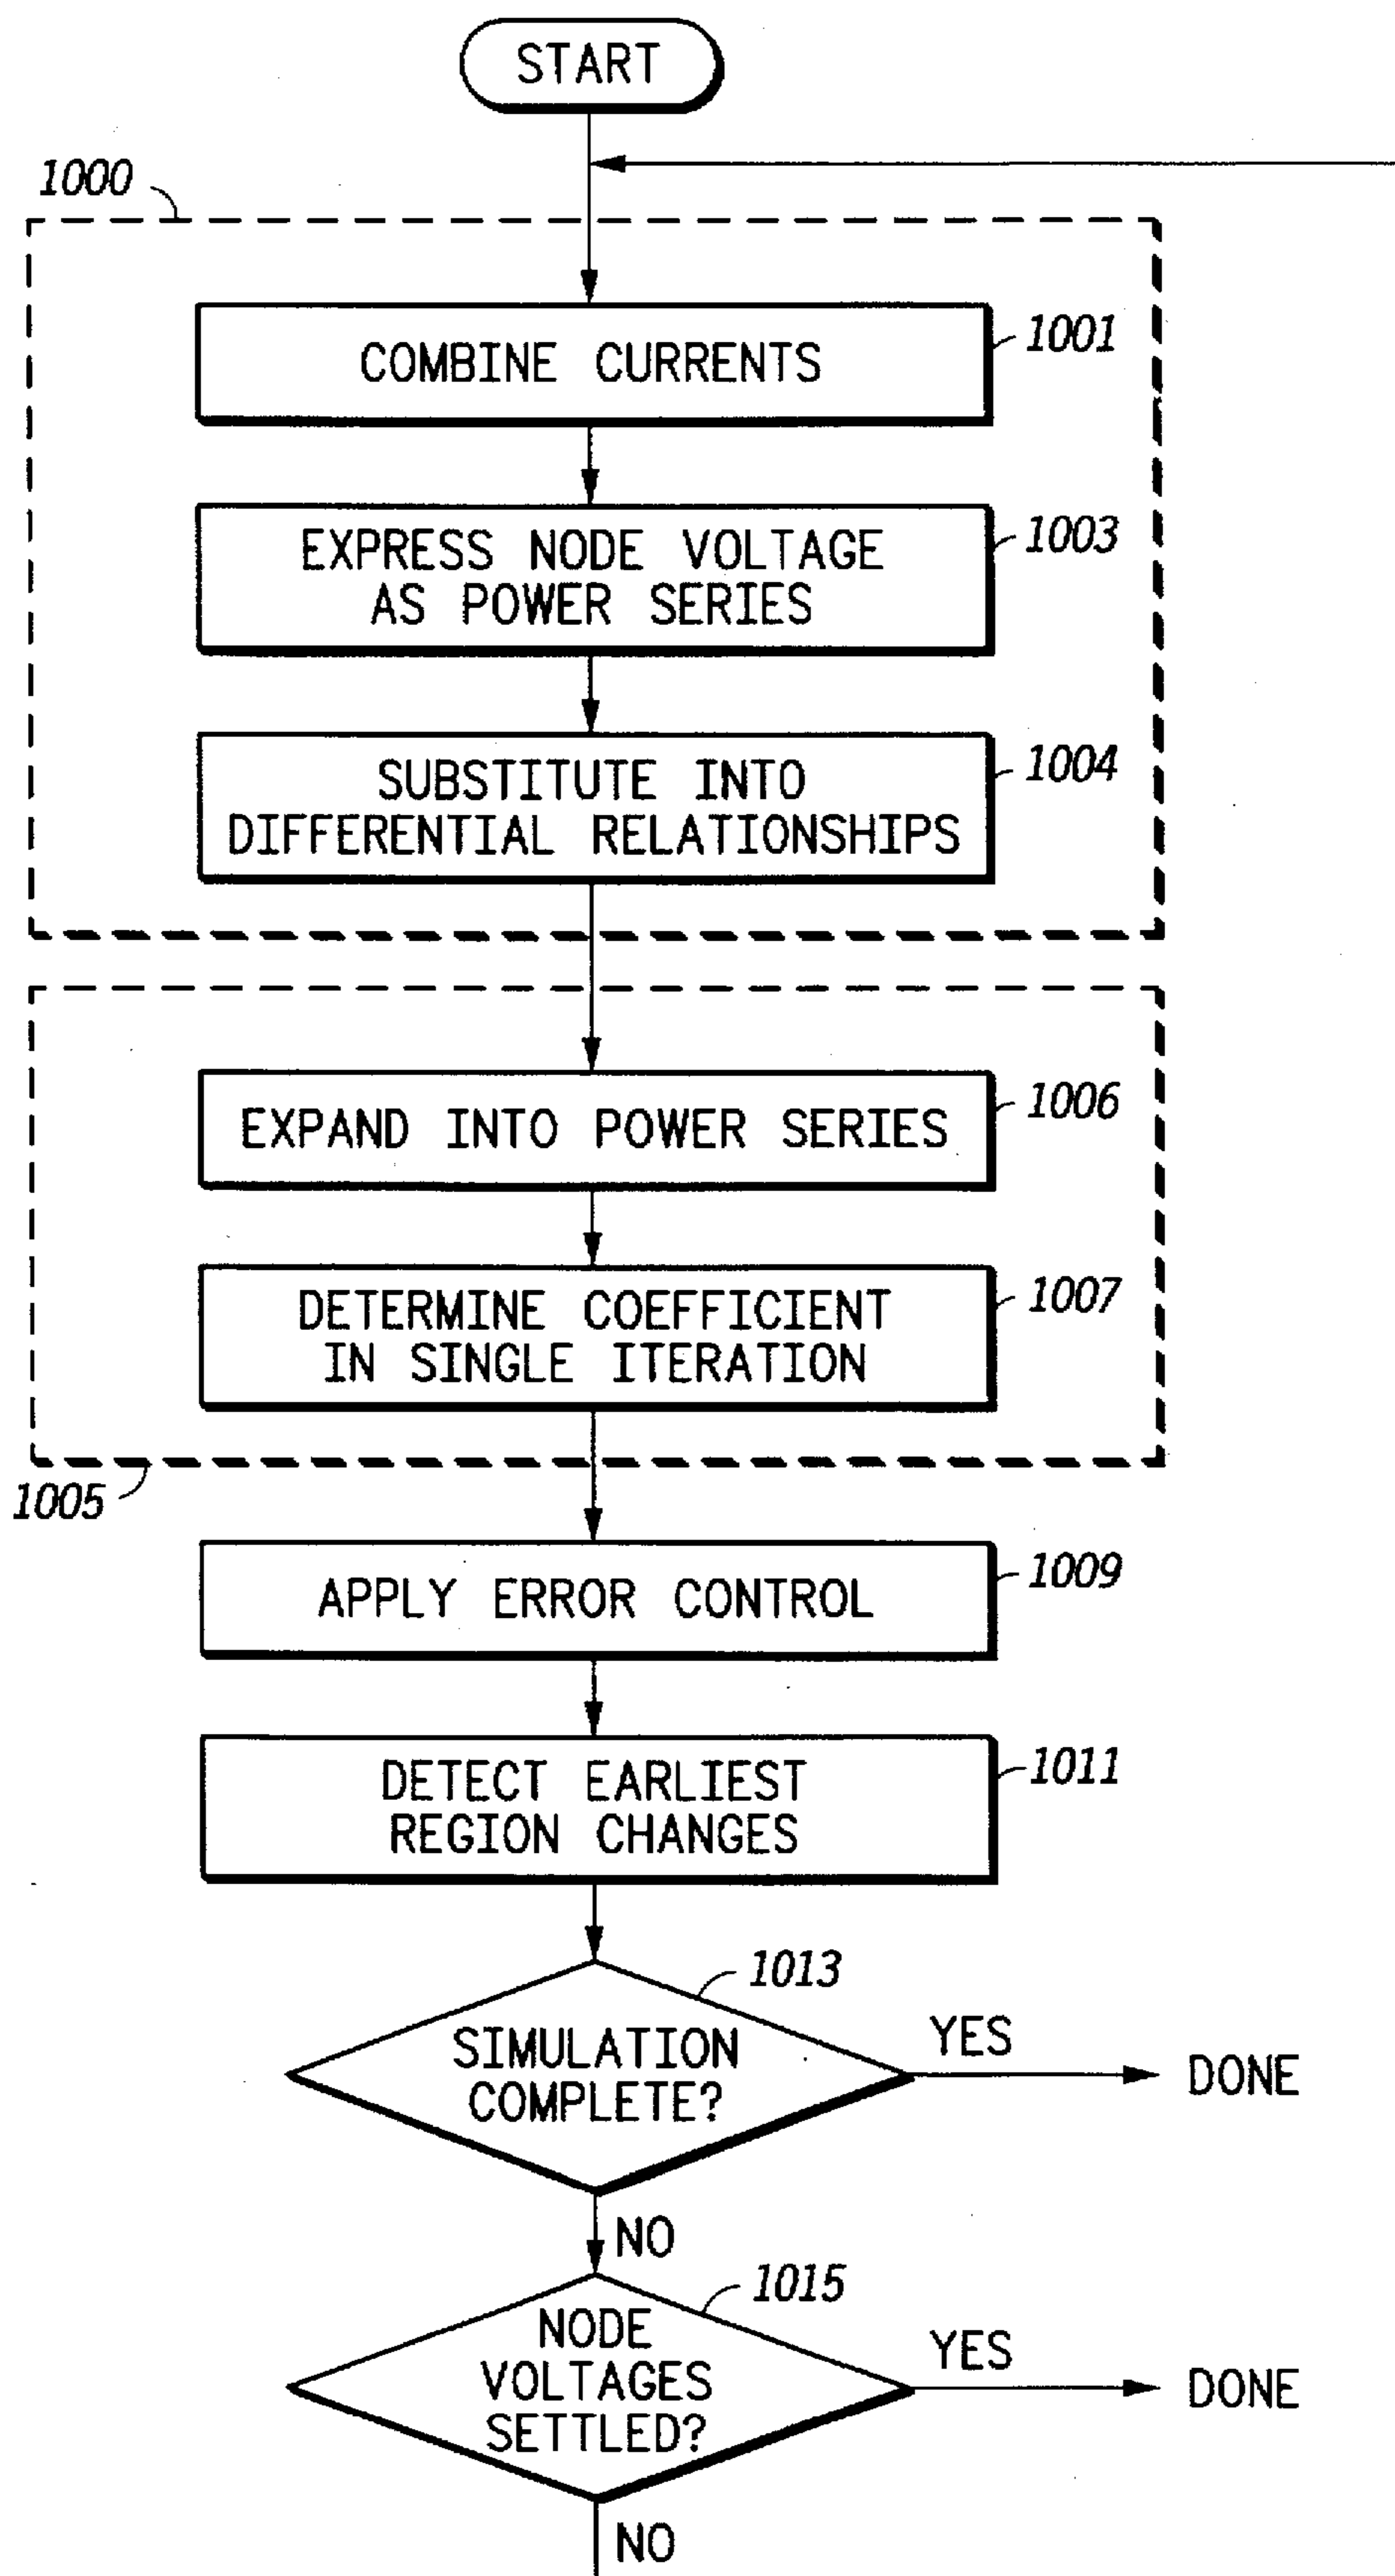 START
1000
COMBINE CURRENTS
1001
EXPRESS NODE VOLTAGE
AS POWER SERIES
1003
SUBSTITUTE INTO
DIFFERENTIAL RELATIONSHIPS
1004
EXPAND INTO POWER SERIES
1006
DETERMINE COEFFICIENT
IN SINGLE ITERATION
1007
1005
APPLY ERROR CONTROL
1009
DETECT EARLIEST
REGION CHANGES
1011
1013
SIMULATION
COMPLETE?
YES
DONE
NO
1015
NODE
VOLTAGES
SETTLED?
YES
DONE
NO